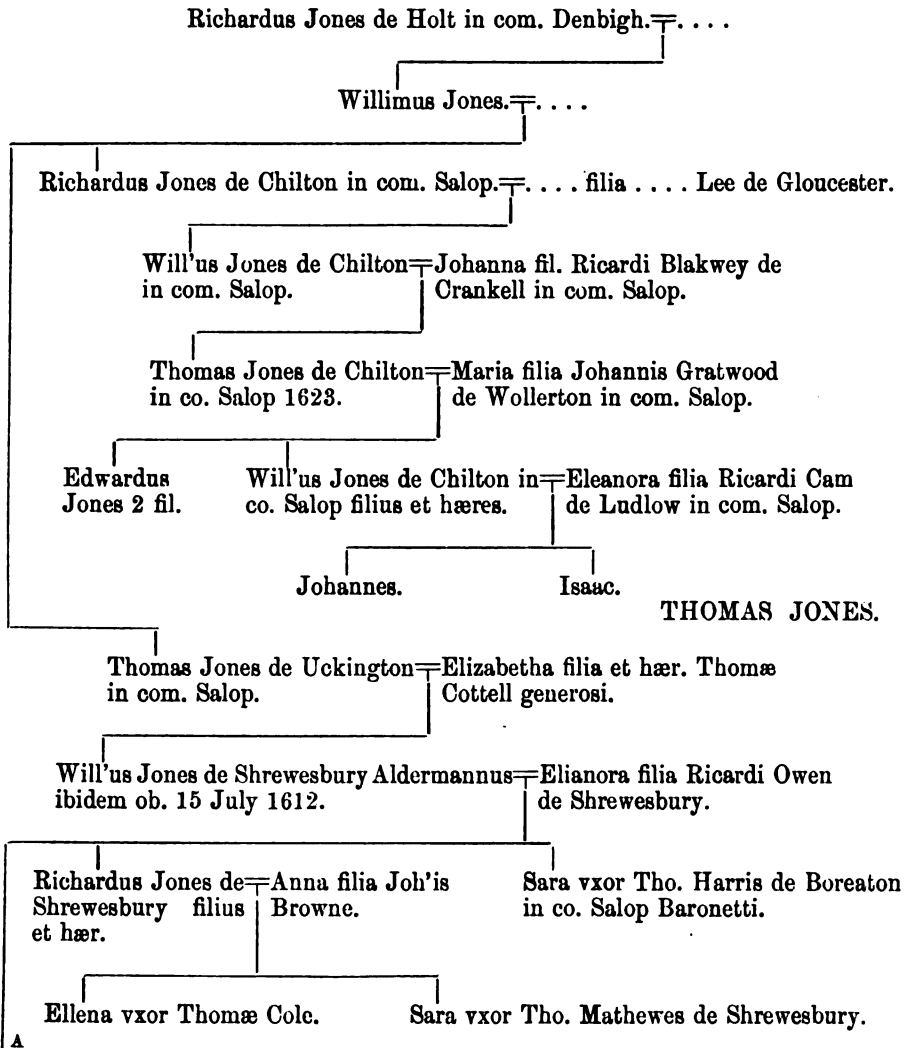 Richardus Jones de Holt in com. Denbigh.=. . . .
Willimus Jones.=. . . .
Richardus Jones de Chilton in com. Salop.=. . . . filia . . . . Lee de Gloucester.
Will'us Jones de Chilton=Johanna fil. Ricardi Blakwey de
in com. Salop. Crankell in com. Salop.
Thomas Jones de Chilton=Maria filia Johannis Gratwood
in co. Salop 1623. de Wollerton in com. Salop.
Edwardus Will'us Jones de Chilton in=Eleanora filia Ricardi Cam
Jones 2 fil. co. Salop filius et hæres. de Ludlow in com. Salop.
Johannes. Isaac.
THOMAS JONES.
Thomas Jones de Uckington=Elizabetha filia et hær. Thomæ
in com. Salop. Cottell generosi.
Will'us Jones de Shrewesbury Aldermannus=Elianora filia Ricardi Owen
ibidem ob. 15 July 1612. de Shrewesbury.
Richardus Jones de=Anna filia Joh'is Sara vxor Tho. Harris de Boreaton
Shrewesbury filius Browne. in co. Salop Baronetti.
et hær.
Ellena vxor Thomæ Cole. Sara vxor Tho. Mathewes de Shrewesbury.
A